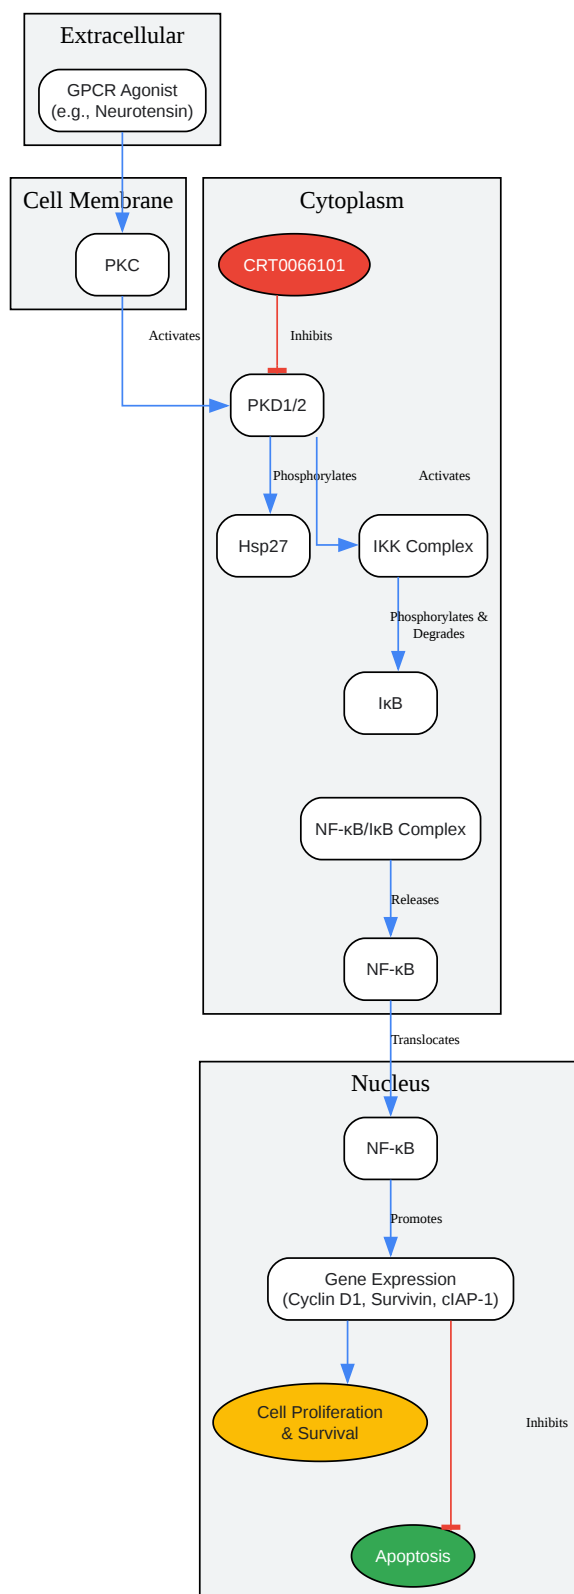 Extracellular
GPCR Agonist
(e.g., Neurotensin)
Cell Membrane
Cytoplasm
PKC
CRT0066101
Activates
Inhibits
PKD1/2
Phosphorylates
Activates
Hsp27
IKK Complex
Phosphorylates &
Degrades
IκB
NF-κB/IκB Complex
Releases
NF-κB
Translocates
Nucleus
NF-κB
Promotes
Gene Expression
(Cyclin D1, Survivin, cIAP-1)
Cell Proliferation
& Survival
Inhibits
Apoptosis